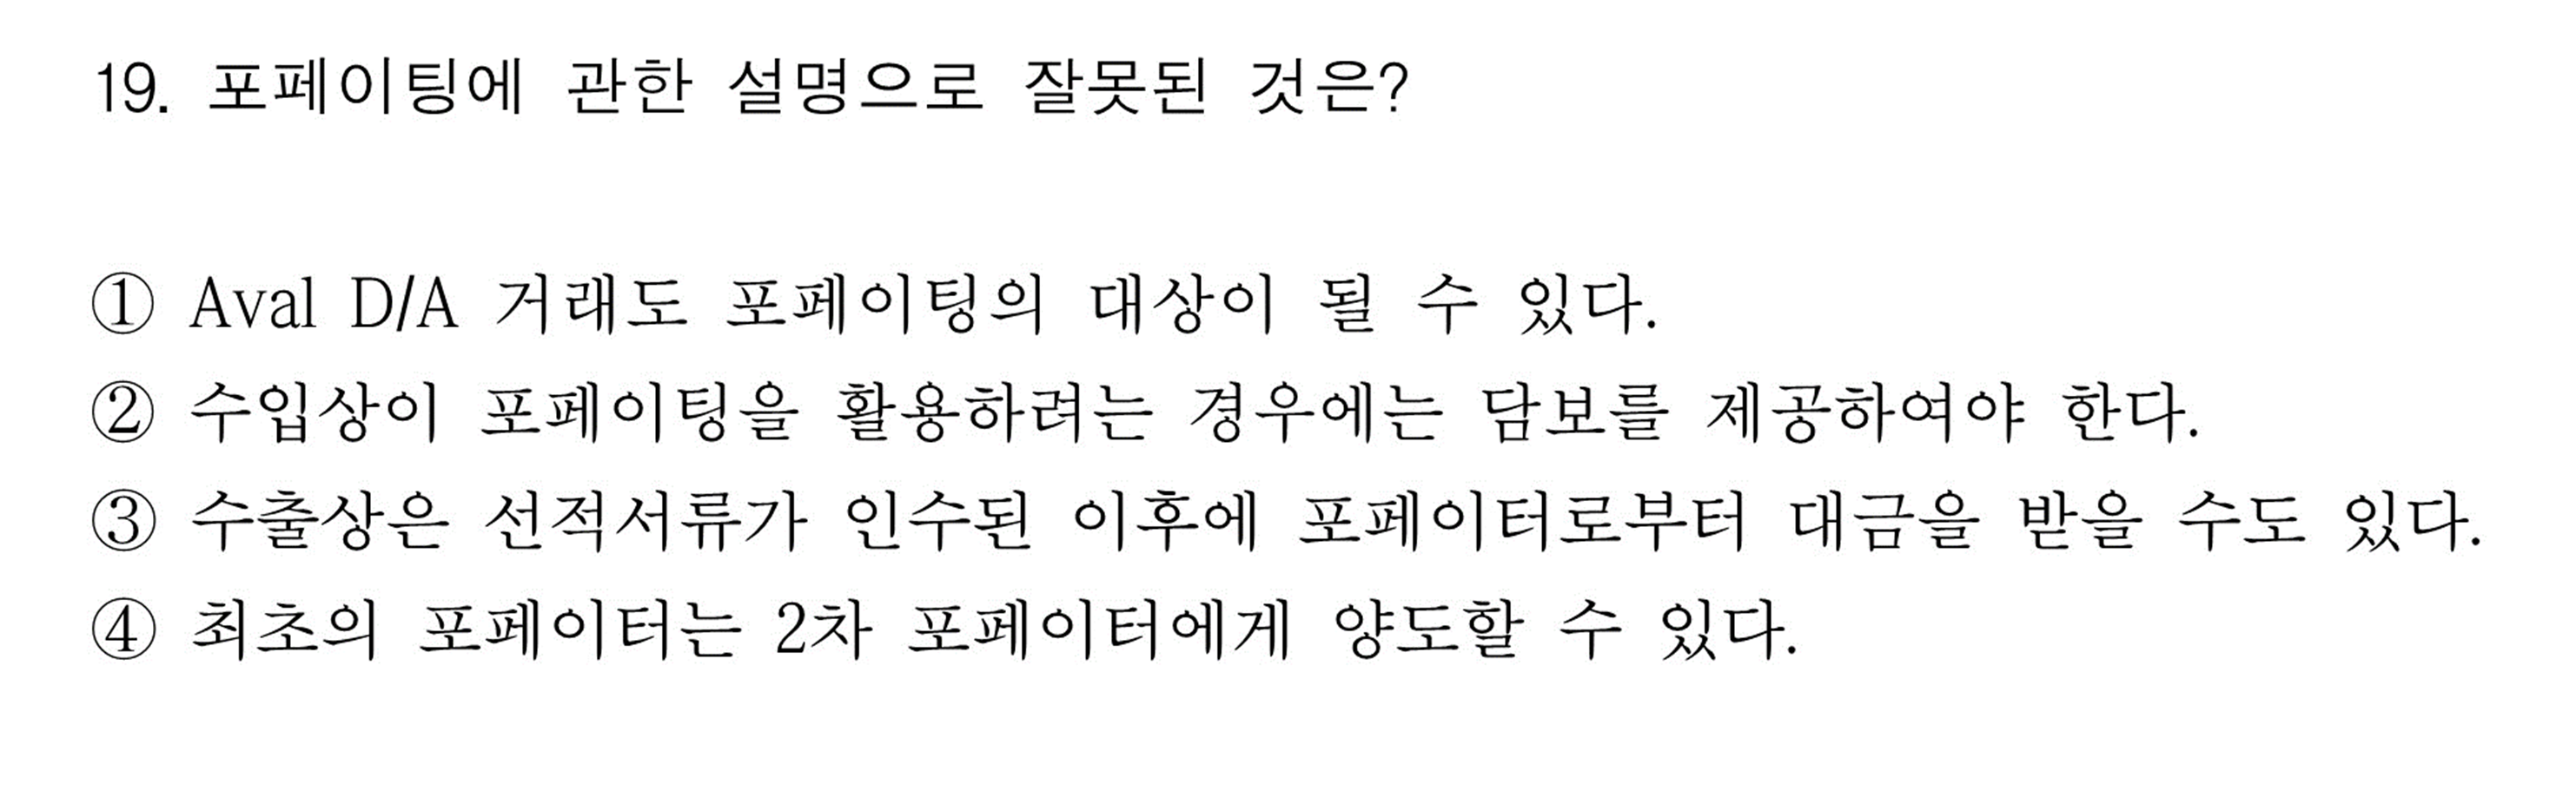 19. 포페이팅에 관한 설명으로 잘못된 것은?
① Aval D/A 거래도 포페이팅의 대상이 될 수 있다.
② 수입상이 포페이팅을 활용하려는 경우에는 담보를 제공하여야 한다.
③ 수출상은 선적서류가 인수된 이후에 포페이터로부터 대금을 받을 수도 있다.
④ 최초의 포페이터는 2차 포페이터에게 양도할 수 있다.